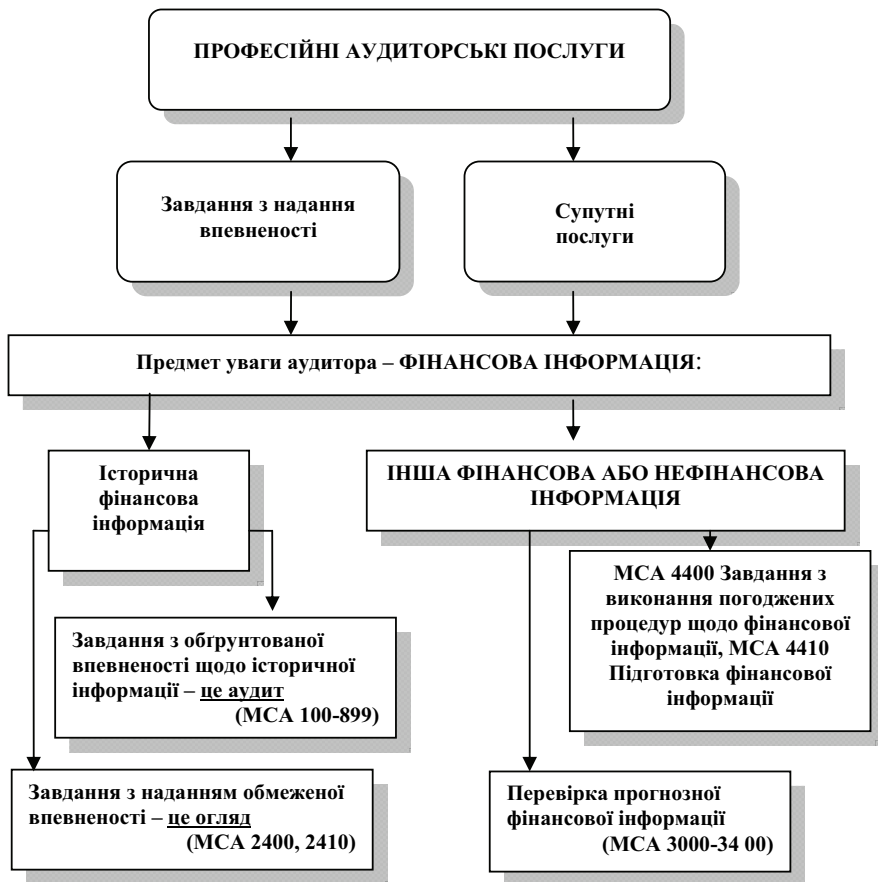 ПРОФЕСІЙНІ АУДИТОРСЬКІ ПОСЛУГИ
Завдання з надання
впевненості
Супутні
послуги
Предмет уваги аудитора – ФІНАНСОВА ІНФОРМАЦІЯ:
Історична
фінансова
інформація
ІНША ФІНАНСОВА АБО НЕФІНАНСОВА
ІНФОРМАЦІЯ
МСА 4400 Завдання з
виконання погоджених
процедур щодо фінансової
інформації, МСА 4410
Підготовка фінансової
інформації
Завдання з обґрунтованої
впевненості щодо історичної
інформації – це аудит
(МСА 100-899)
Завдання з наданням обмеженої
впевненості – це огляд
(МСА 2400, 2410)
Перевірка прогнозної
фінансової інформації
(МСА 3000-34 00)